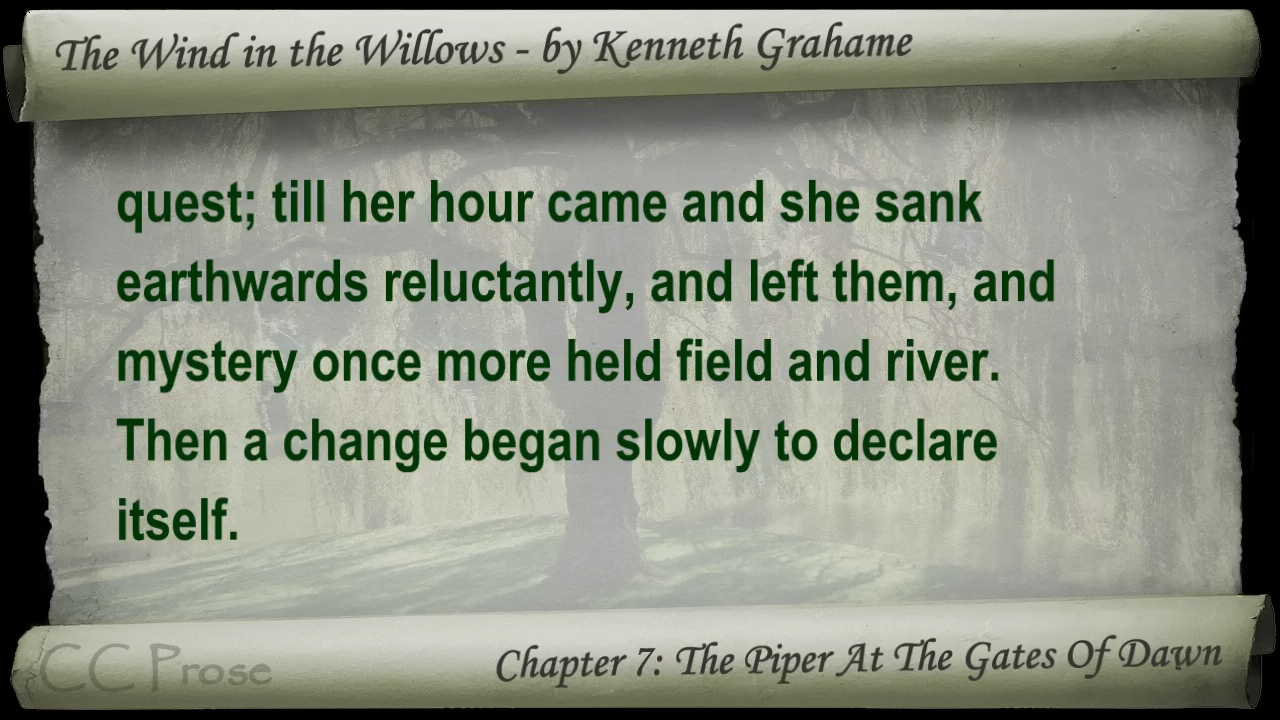 The Wind in the Willows - by Kenneth Grahame
quest; till her hour came and she sank
earthwards reluctantly, and left them, and
mystery once more held field and river.
Then a change began slowly to declare
itself.
CC Prose
Chapter 7: The Piper At The Gates Of Dawn